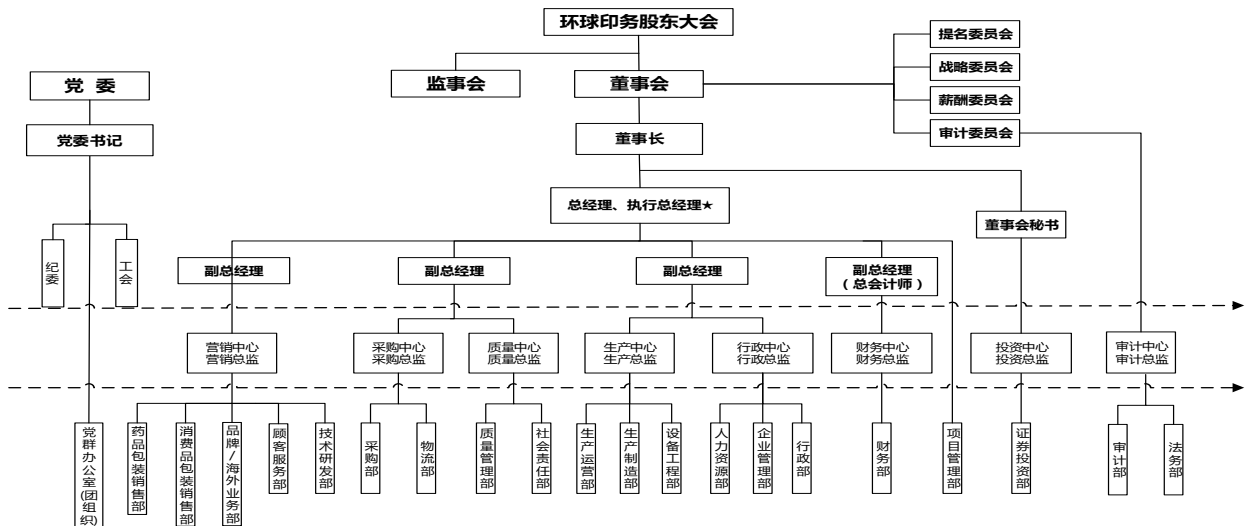 环球印务股东大会
提名委员会
战略委员会
薪酬委员会
审计委员会
党 委
监事会
董事会
党委书记
董事长
总经理、执行总经理★
董事会秘书
纪委
工会
副总经理
副总经理
副总经理
副总经理
（总会计师）
营销中心
营销总监
采购中心
采购总监
质量中心
质量总监
生产中心
生产总监
行政中心
行政总监
财务中心
财务总监
投资中心
投资总监
审计中心
审计总监
党群办公室(团组织)
药品包装销售部
消费品包装销售部
品牌/海外业务部
顾客服务部
技术研发部
采购部
物流部
质量管理部
社会责任部
生产运营部
生产制造部
设备工程部
人力资源部
企业管理部
行政部
财务部
项目管理部
证券投资部
审计部
法务部